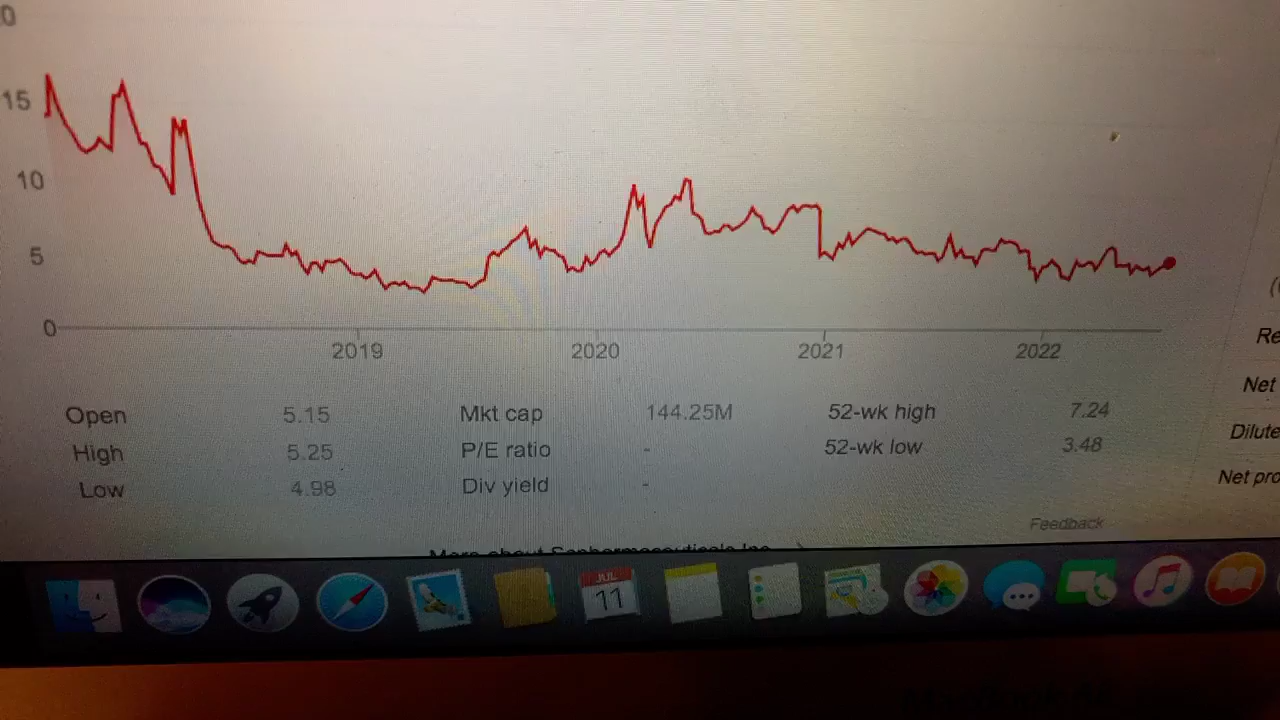 15
10
5
0
2019 2020 2021 2022
Open 5.15 Mkt cap 144.25M 52-wk high 7.24
High 5.25 P/E ratio - 52-wk low 3.48
Low 4.98 Div yield -
Feedback
More about
Re
Net
Dilute
Net pro
JUL
11